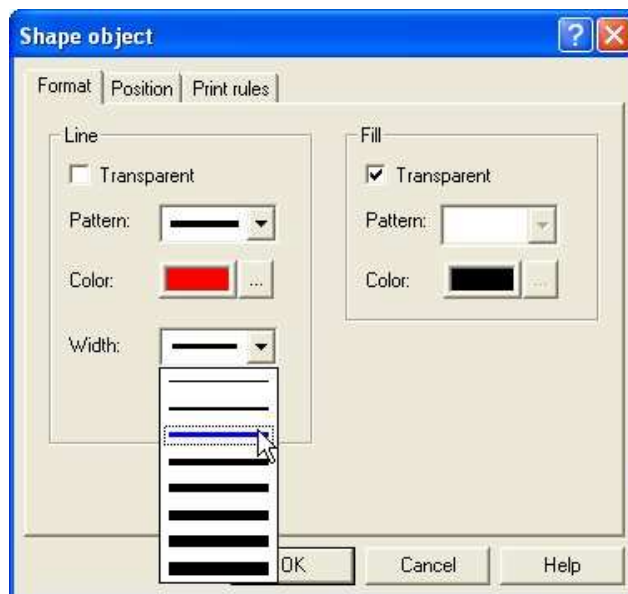 Shape object
Format Position Print rules
Line
Transparent
Pattern:
Color: ...
Width:
Fill
Transparent
Pattern:
Color: ...
OK Cancel Help